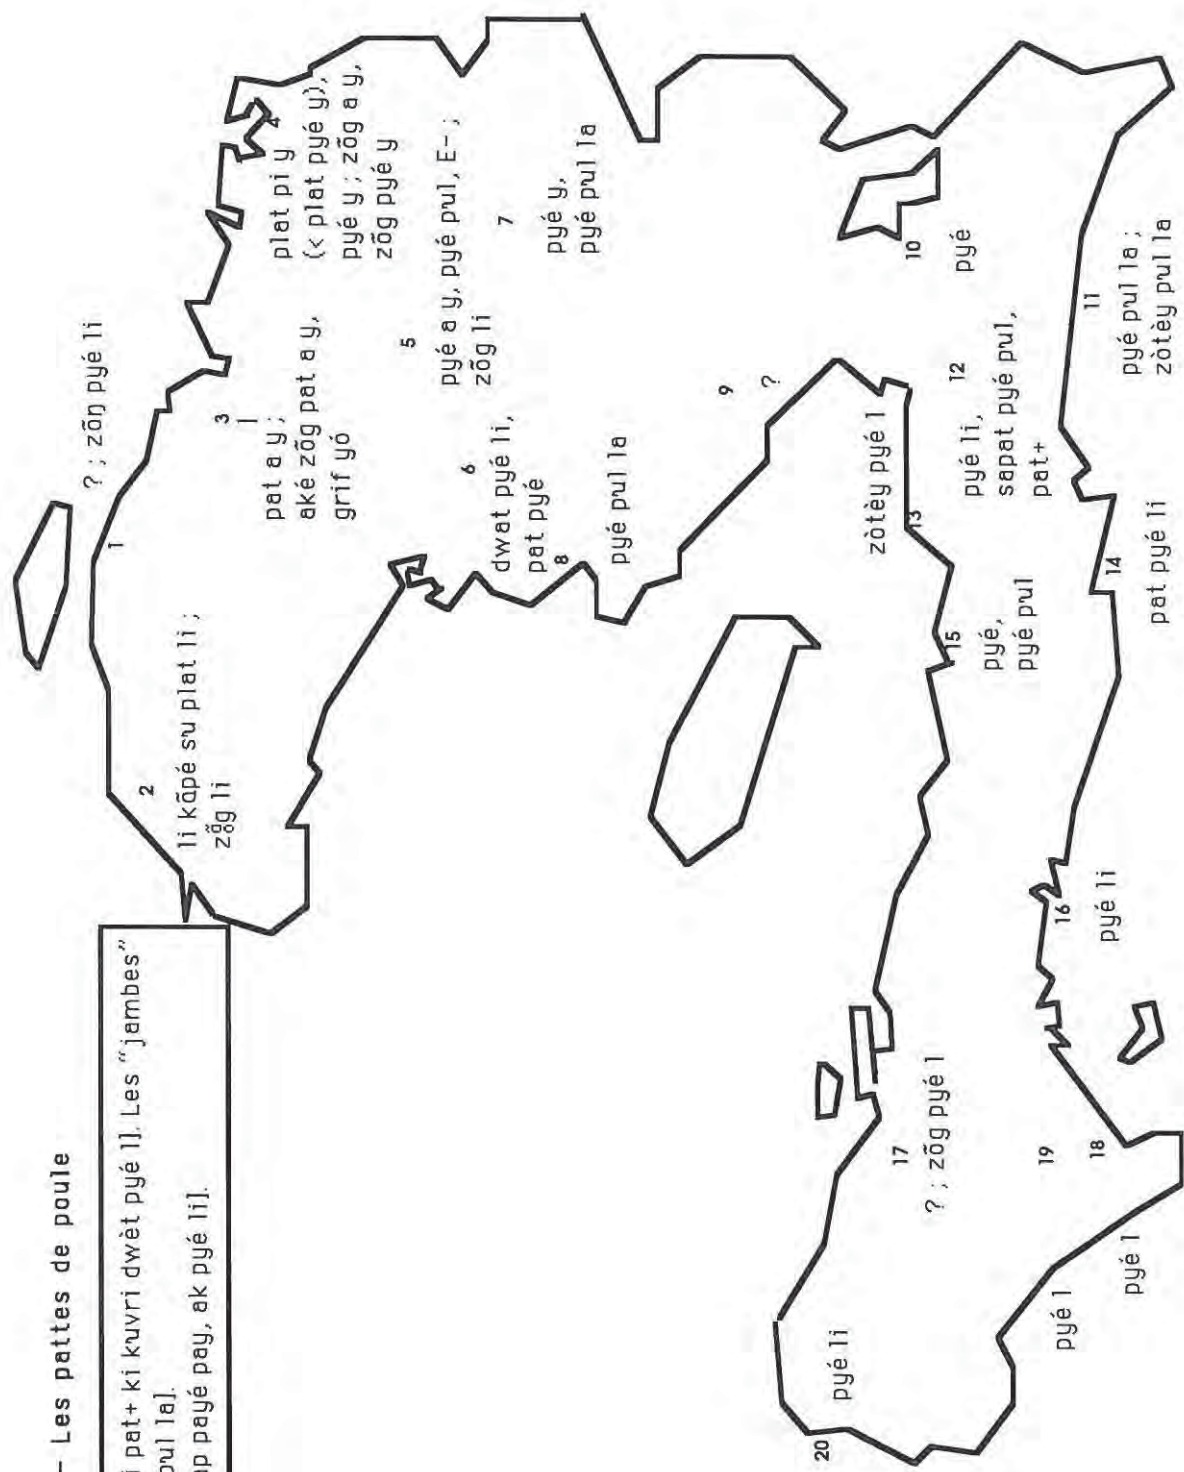 – Les pattes de poule
pat+ ki kuvri dwèt pyé l]. Les "jambes"
pul la].
payé pay, ak pyé li].
1
? ; zõŋ pyé li
2
li kãpé su plat li ;
zõg li
3
pat a y ;
aké zõg pat a y,
grif yó
plat pi y
(< plat pyé y),
pyé y ; zõg a y,
zõg pyé y
5
pyé a y, pyé pul, E- ;
zõg li
6
dwat pyé li,
pat pyé
7
pyé y,
pyé pul la
8
pyé pul la
9
?
10
pyé
11
pyé pul la ;
zòtèy pul la
12
pyé li,
sapat pyé pul,
pat+
13
zòtèy pyé l
14
pat pyé li
15
pyé,
pyé pul
16
pyé li
17
? ; zõg pyé l
18
pyé l
19
pyé l
20
pyé li